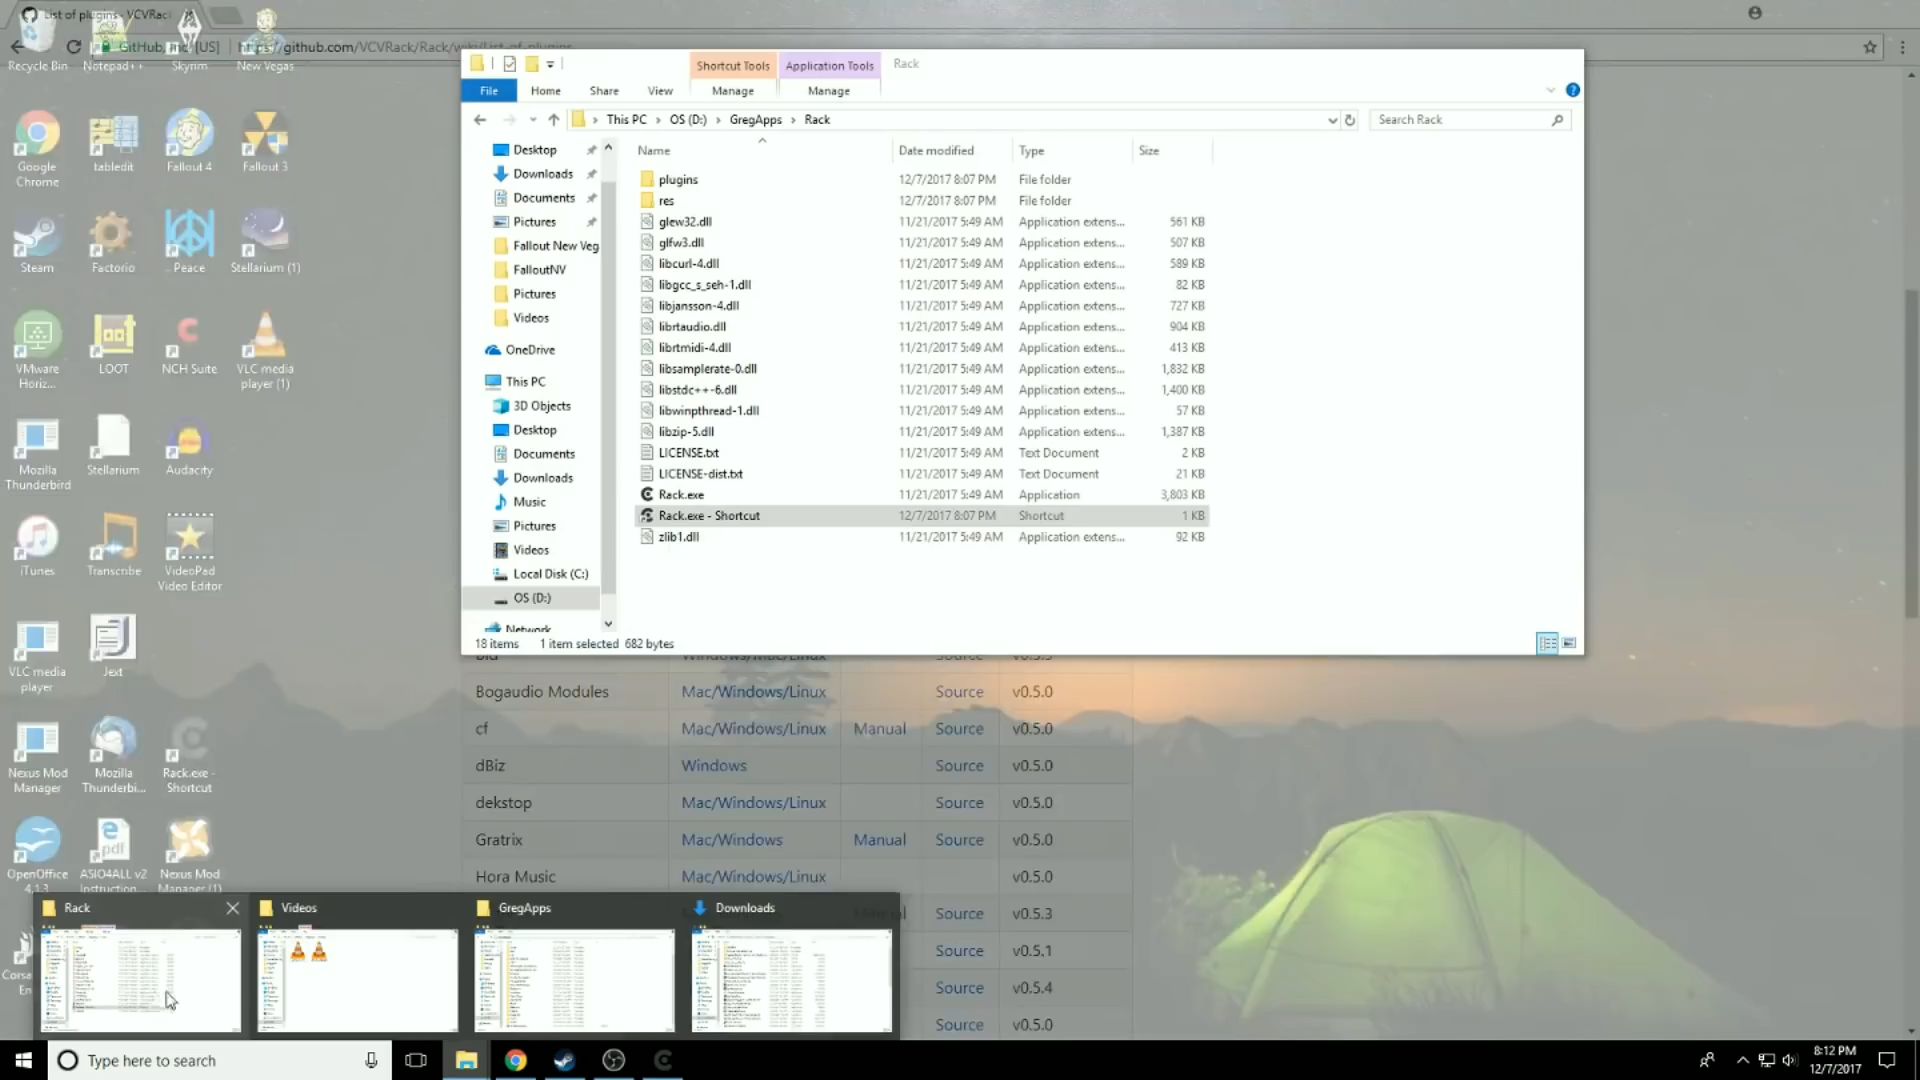 List of plugins - VCVRac
GitHub, Inc. [US] https://github.com/VCVRack/Rack/wiki/List-of-plugins
Recycle Bin
Notepad++
Skyrim
New Vegas
Google Chrome
tabledit
Fallout 4
Fallout 3
Steam
Factorio
Peace
Stellarium (1)
VMware Horiz...
LOOT
NCH Suite
VLC media player (1)
Mozilla Thunderbird
Stellarium
Audacity
iTunes
Transcribe
VideoPad Video Editor
VLC media player
Jext
Nexus Mod Manager
Mozilla Thunderbi...
Rack.exe - Shortcut
OpenOffice 4.1.3
ASIO4ALL v2 Instruction...
Nexus Mod Manager (1)
Shortcut Tools
Application Tools
Rack
File
Home
Share
View
Manage
Manage
This PC > OS (D:) > GregApps > Rack
Search Rack
Desktop
Downloads
Documents
Pictures
Fallout New Veg
FalloutNV
Pictures
Videos
OneDrive
This PC
3D Objects
Desktop
Documents
Downloads
Music
Pictures
Videos
Local Disk (C:)
OS (D:)
Network
Name Date modified Type Size
plugins 12/7/2017 8:07 PM File folder
res 12/7/2017 8:07 PM File folder
glew32.dll 11/21/2017 5:49 AM Application extens... 561 KB
glfw3.dll 11/21/2017 5:49 AM Application extens... 507 KB
libcurl-4.dll 11/21/2017 5:49 AM Application extens... 589 KB
libgcc_s_seh-1.dll 11/21/2017 5:49 AM Application extens... 82 KB
libjansson-4.dll 11/21/2017 5:49 AM Application extens... 727 KB
librtaudio.dll 11/21/2017 5:49 AM Application extens... 904 KB
librtmidi-4.dll 11/21/2017 5:49 AM Application extens... 413 KB
libsamplerate-0.dll 11/21/2017 5:49 AM Application extens... 1,832 KB
libstdc++-6.dll 11/21/2017 5:49 AM Application extens... 1,400 KB
libwinpthread-1.dll 11/21/2017 5:49 AM Application extens... 57 KB
libzip-5.dll 11/21/2017 5:49 AM Application extens... 1,387 KB
LICENSE.txt 11/21/2017 5:49 AM Text Document 2 KB
LICENSE-dist.txt 11/21/2017 5:49 AM Text Document 21 KB
Rack.exe 11/21/2017 5:49 AM Application 3,803 KB
Rack.exe - Shortcut 12/7/2017 8:07 PM Shortcut 1 KB
zlib1.dll 11/21/2017 5:49 AM Application extens... 92 KB
18 items 1 item selected 682 bytes
Bogaudio Modules Mac/Windows/Linux Source v0.5.0
cf Mac/Windows/Linux Manual Source v0.5.0
dBiz Windows Source v0.5.0
dekstop Mac/Windows/Linux Source v0.5.0
Gratrix Mac/Windows Manual Source v0.5.0
Hora Music Mac/Windows/Linux Source v0.5.0
Source v0.5.3
Source v0.5.1
Source v0.5.4
Source v0.5.0
Rack
Videos
GregApps
Downloads
Type here to search
8:12 PM
12/7/2017